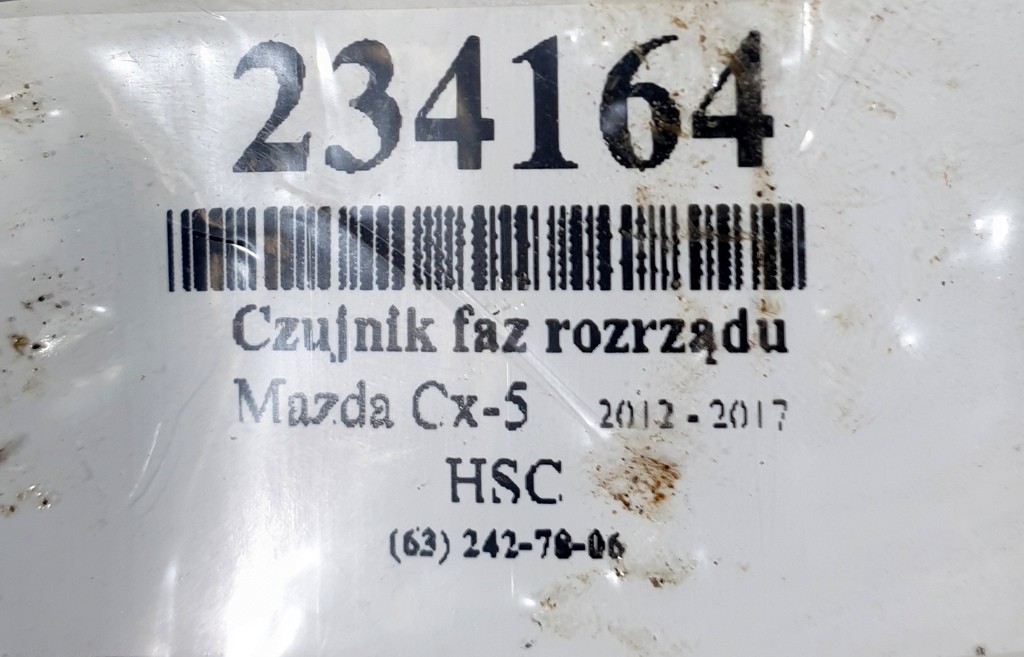 234164
Czujnik faz rozrządu
Mazda Cx-5 2012 - 2017
HSC
(63) 242-78-06